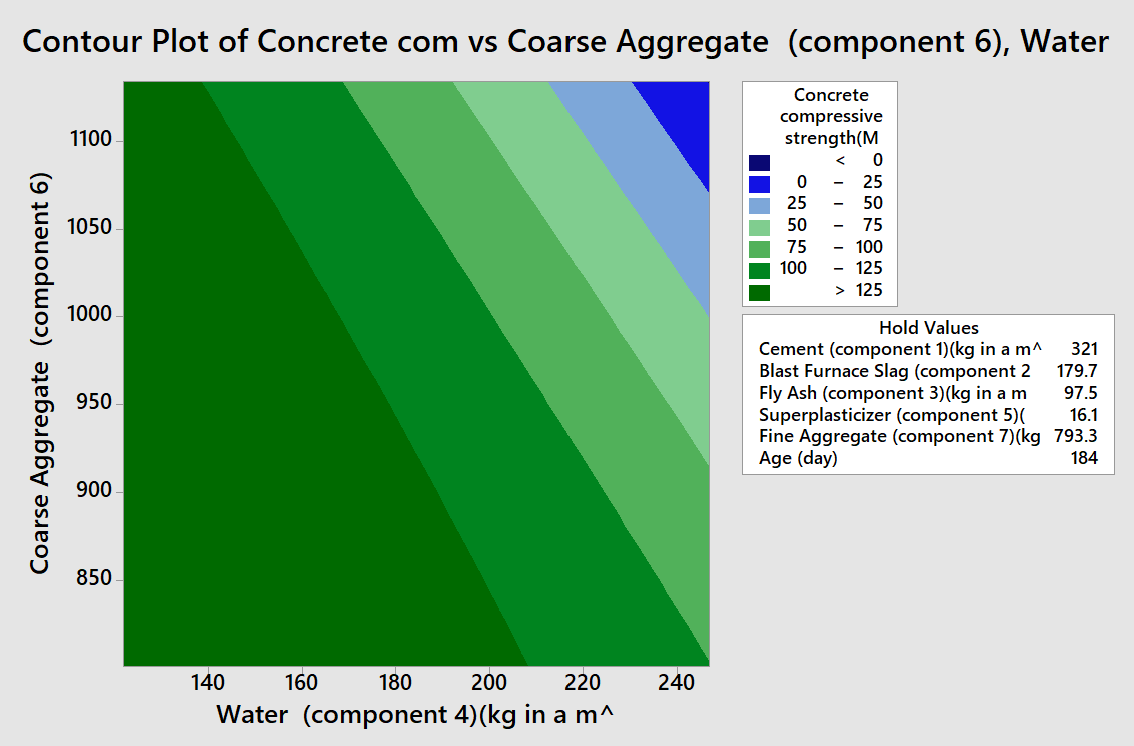 Contour Plot of Concrete com vs Coarse Aggregate  (component 6), Water
Concrete
compressive
strength(M
< 0
0 – 25
25 – 50
50 – 75
75 – 100
100 – 125
> 125
Hold Values
Cement (component 1)(kg in a m^ 321
Blast Furnace Slag (component 2 179.7
Fly Ash (component 3)(kg in a m 97.5
Superplasticizer (component 5)( 16.1
Fine Aggregate (component 7)(kg 793.3
Age (day) 184
Coarse Aggregate  (component 6)
1100
1050
1000
950
900
850
140 160 180 200 220 240
Water  (component 4)(kg in a m^